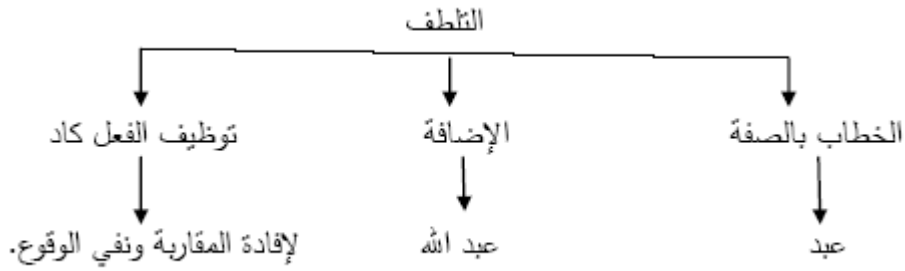 التلطف
الخطاب بالصفة الإضافة توظيف الفعل كاد
عبد عبد الله لإفادة المقاربة ونفي الوقوع.